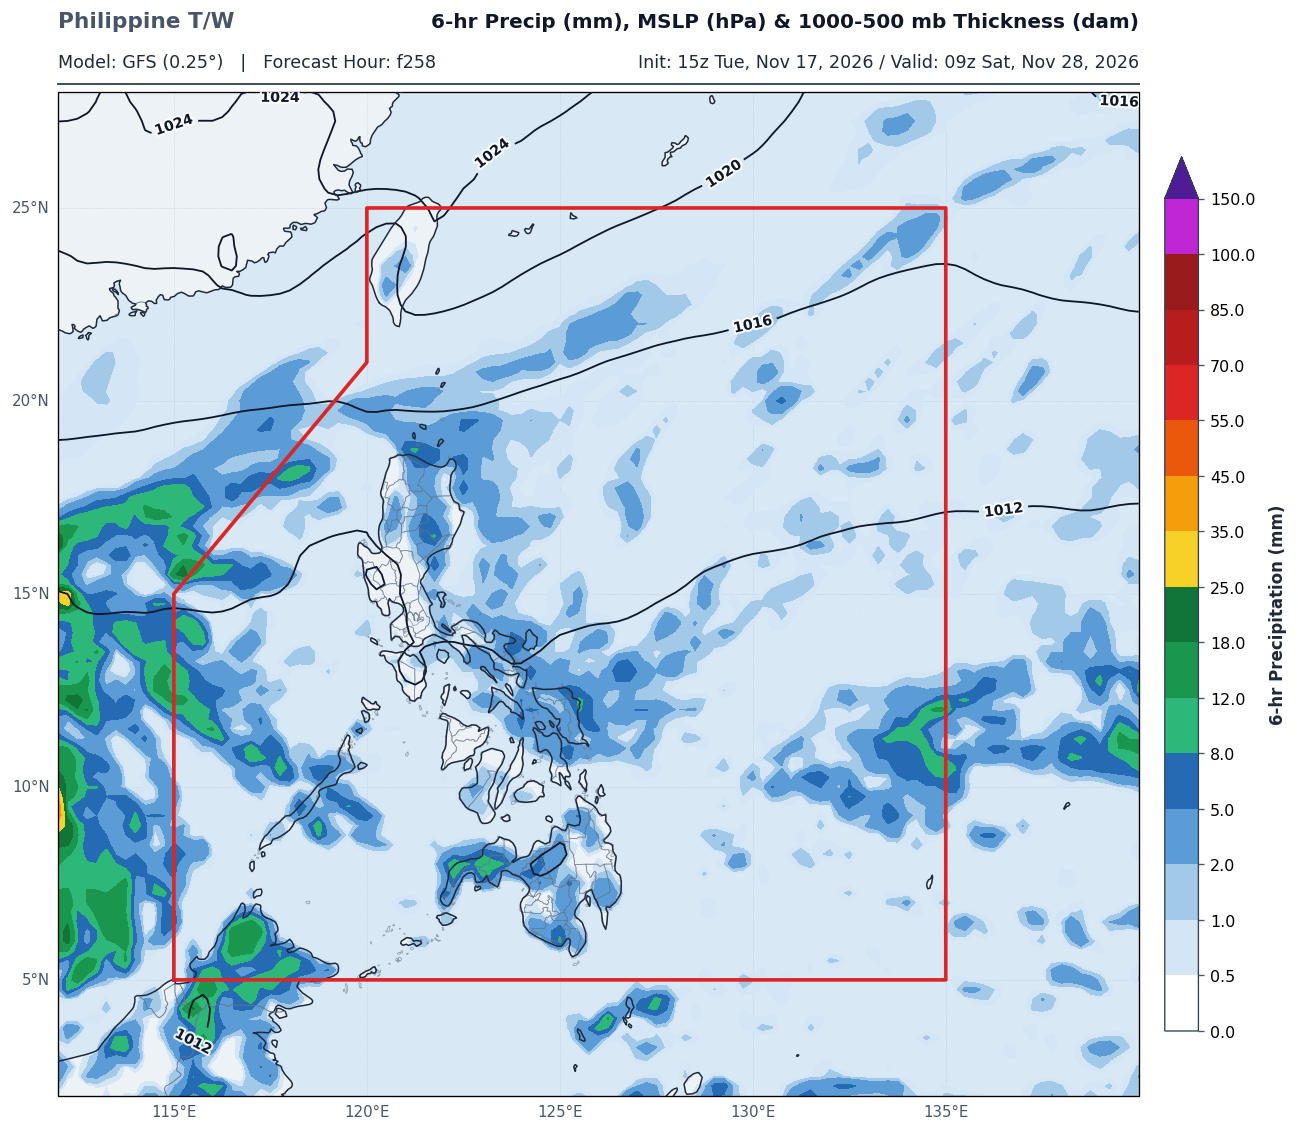 Philippine T/W
6-hr Precip (mm), MSLP (hPa) & 1000-500 mb Thickness (dam)
Model: GFS (0.25°) | Forecast Hour: f258
Init: 15z Tue, Nov 17, 2026 / Valid: 09z Sat, Nov 28, 2026
1024
1024
1024
1020
1016
1016
1012
1012
25°N
20°N
15°N
10°N
5°N
115°E
120°E
125°E
130°E
135°E
150.0
100.0
85.0
70.0
55.0
45.0
35.0
25.0
18.0
12.0
8.0
5.0
2.0
1.0
0.5
0.0
6-hr Precipitation (mm)